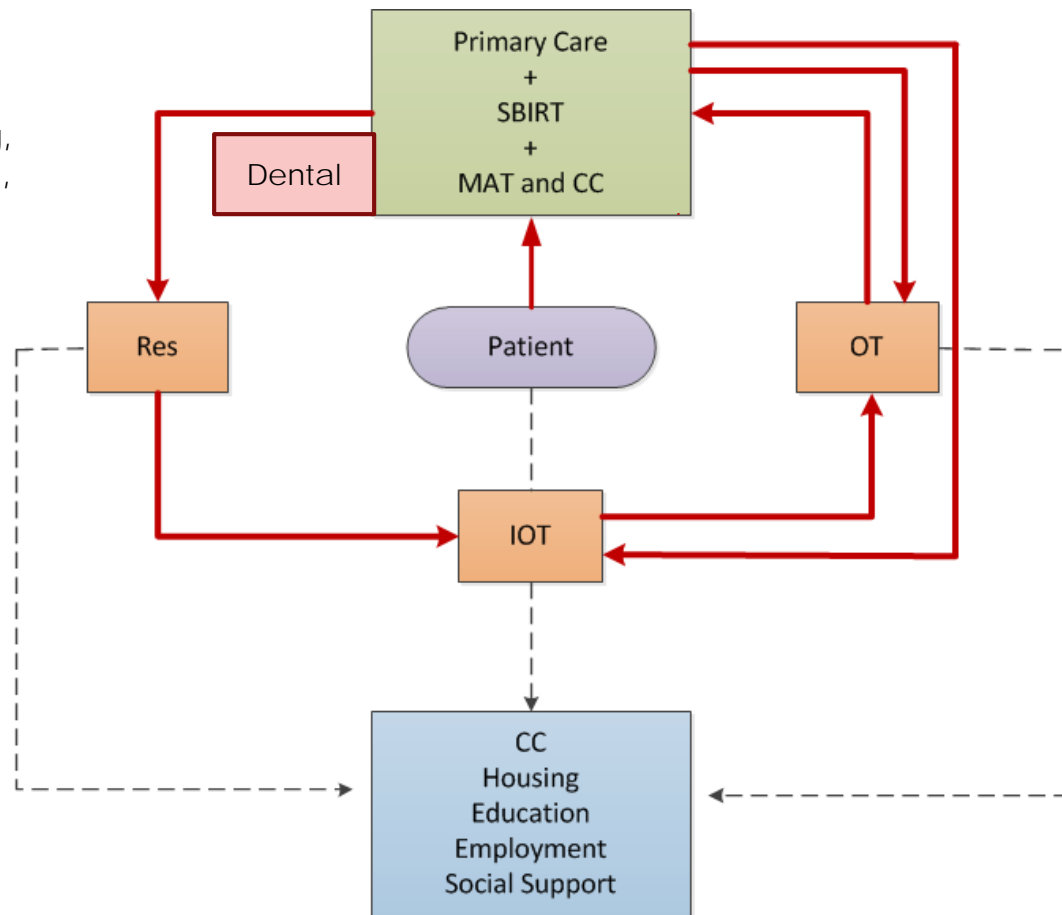 Primary Care
+
SBIRT
+
MAT and CC
Dental
Res
Patient
OT
IOT
CC
Housing
Education
Employment
Social Support